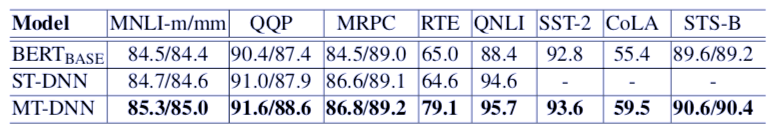 Model MNLI-m/mm QQP MRPC RTE QNLI SST-2 CoLA STS-B
BERTBASE 84.5/84.4 90.4/87.4 84.5/89.0 65.0 88.4 92.8 55.4 89.6/89.2
ST-DNN 84.7/84.6 91.0/87.9 86.6/89.1 64.6 94.6 - - -
MT-DNN 85.3/85.0 91.6/88.6 86.8/89.2 79.1 95.7 93.6 59.5 90.6/90.4